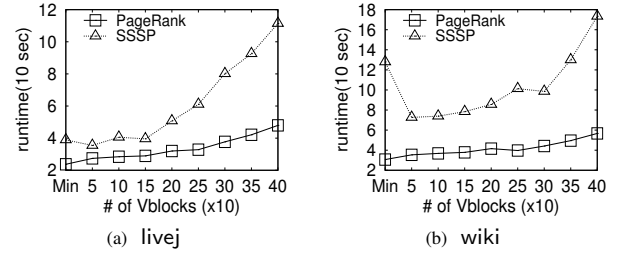 12
10
8
6
4
2
runtime(10 sec)
PageRank
SSSP
Min 5 10 15 20 25 30 35 40
# of Vblocks (x10)
(a) livej
18
16
14
12
10
8
6
4
2
runtime(10 sec)
PageRank
SSSP
Min 5 10 15 20 25 30 35 40
# of Vblocks (x10)
(b) wiki